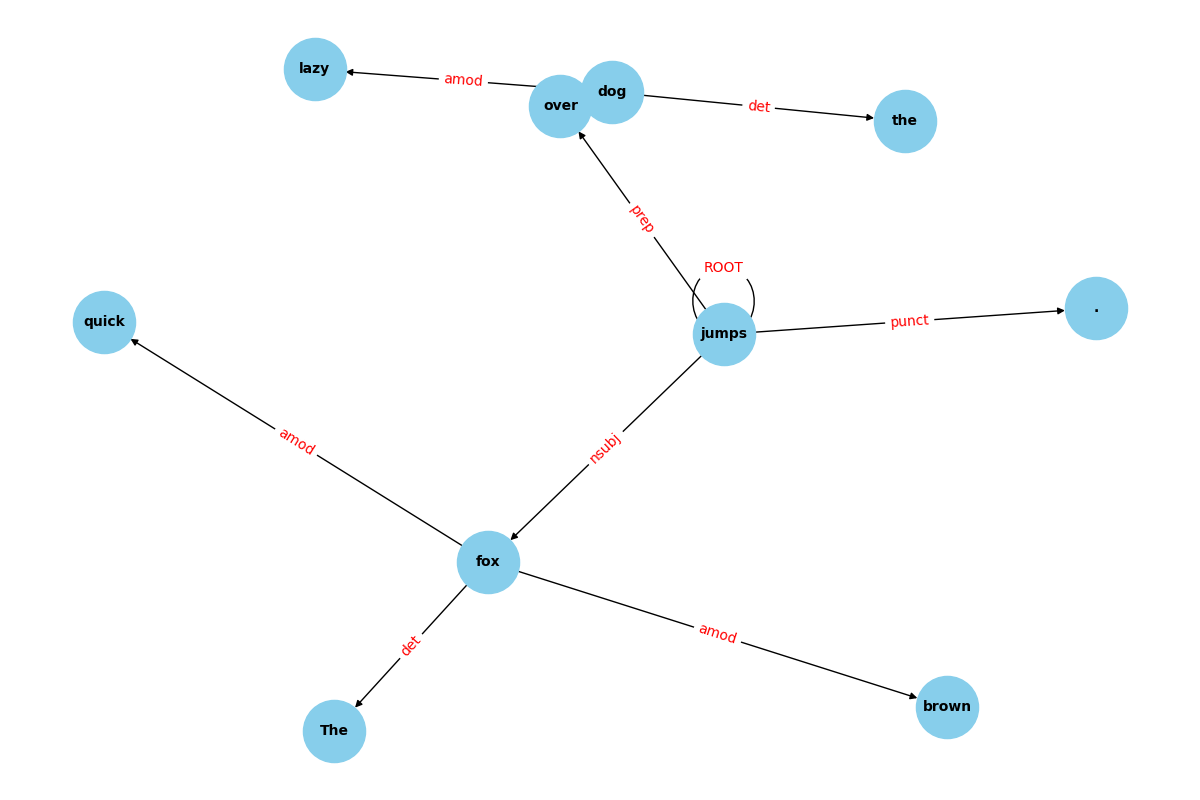 lazy
amod
over
dog
det
the
prep
ROOT
quick
jumps
punct
.
amod
nsubj
fox
det
amod
The
brown